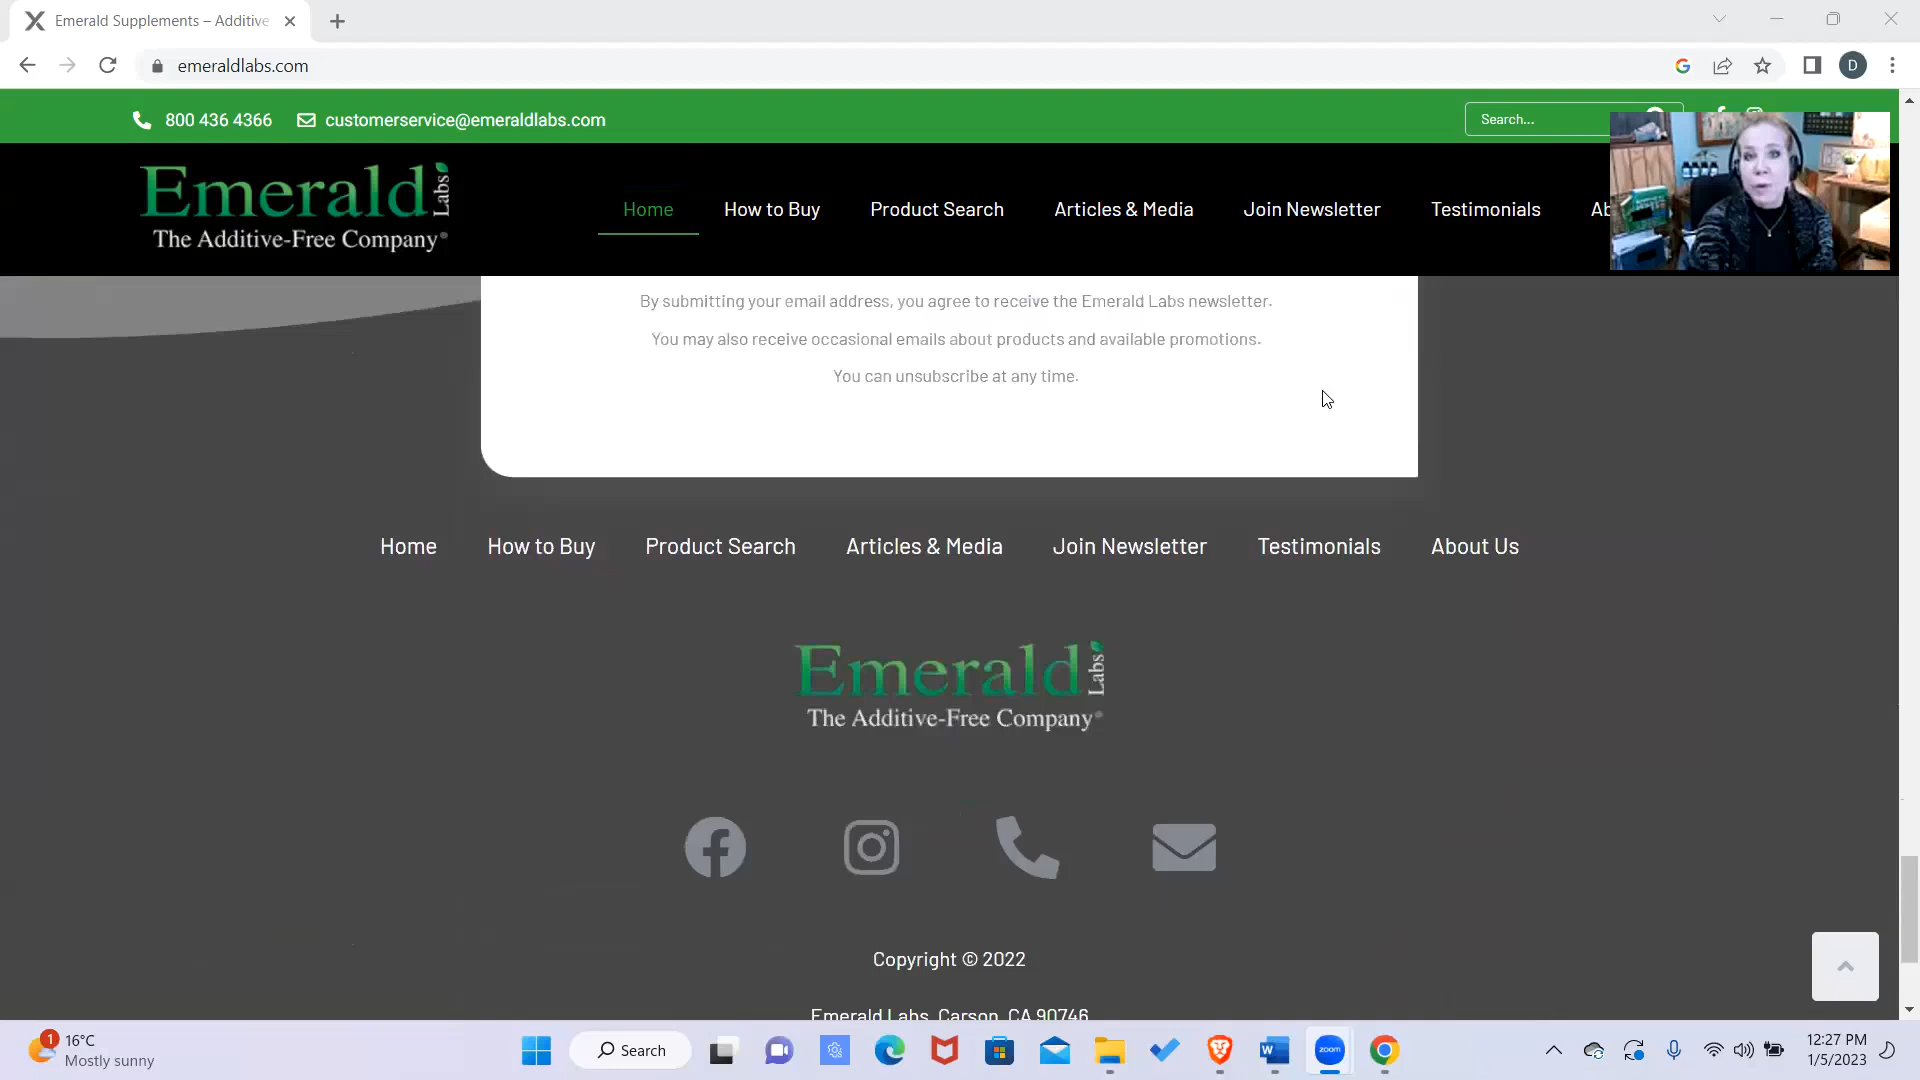 Emerald Supplements – Additive
emeraldlabs.com
D
800 436 4366
customerservice@emeraldlabs.com
Search...
Emerald Labs
The Additive-Free Company®
Home
How to Buy
Product Search
Articles & Media
Join Newsletter
Testimonials
Ab
By submitting your email address, you agree to receive the Emerald Labs newsletter.
You may also receive occasional emails about products and available promotions.
You can unsubscribe at any time.
Home
How to Buy
Product Search
Articles & Media
Join Newsletter
Testimonials
About Us
Emerald Labs
The Additive-Free Company®
Copyright © 2022
Emerald Labs, Carson, CA 90746
1
16°C
Mostly sunny
Search
W
zoom
12:27 PM
1/5/2023